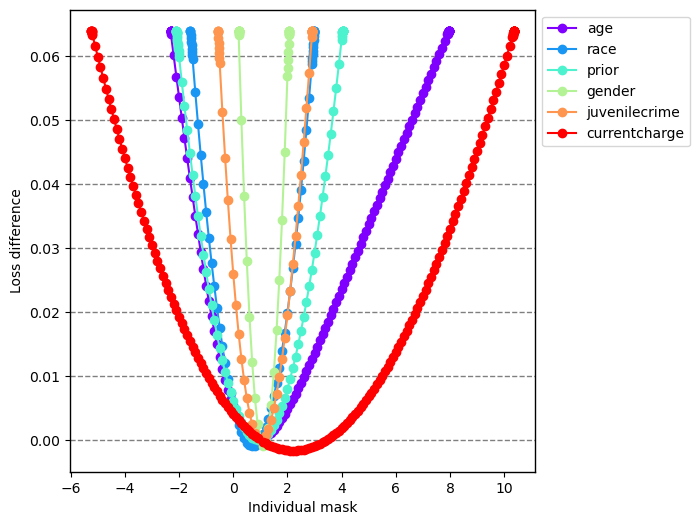 0.06
0.05
0.04
0.03
0.02
0.01
0.00
Loss difference
−6 −4 −2 0 2 4 6 8 10
Individual mask
age
race
prior
gender
juvenilecrime
currentcharge